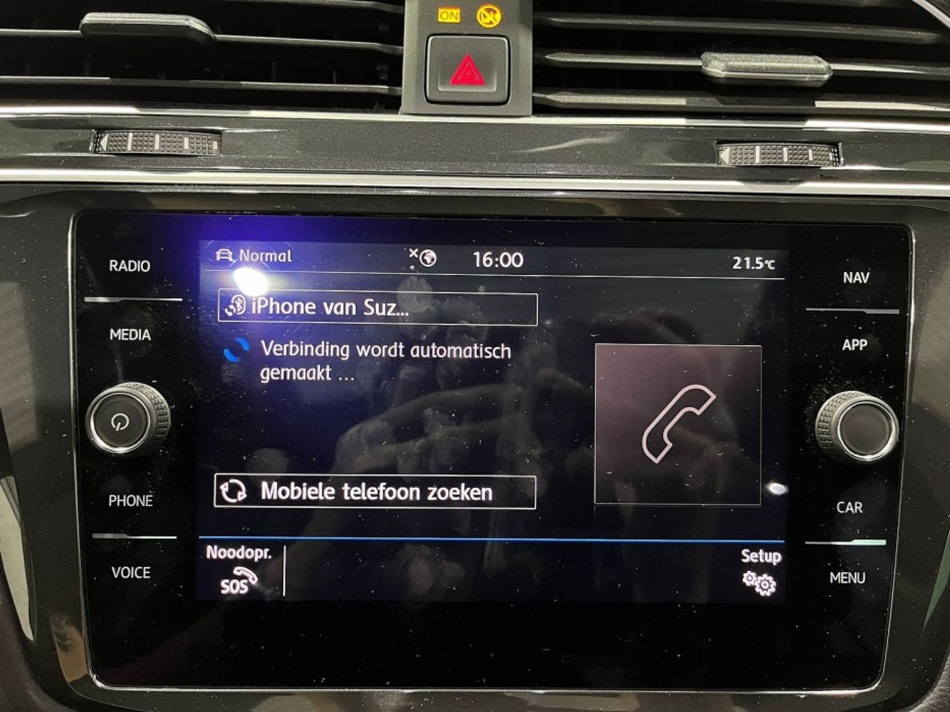 ON
RADIO
MEDIA
PHONE
VOICE
Normal
16:00
21.5°C
iPhone van Suz...
Verbinding wordt automatisch
gemaakt ...
Mobiele telefoon zoeken
Noodopr.
SOS
Setup
NAV
APP
CAR
MENU